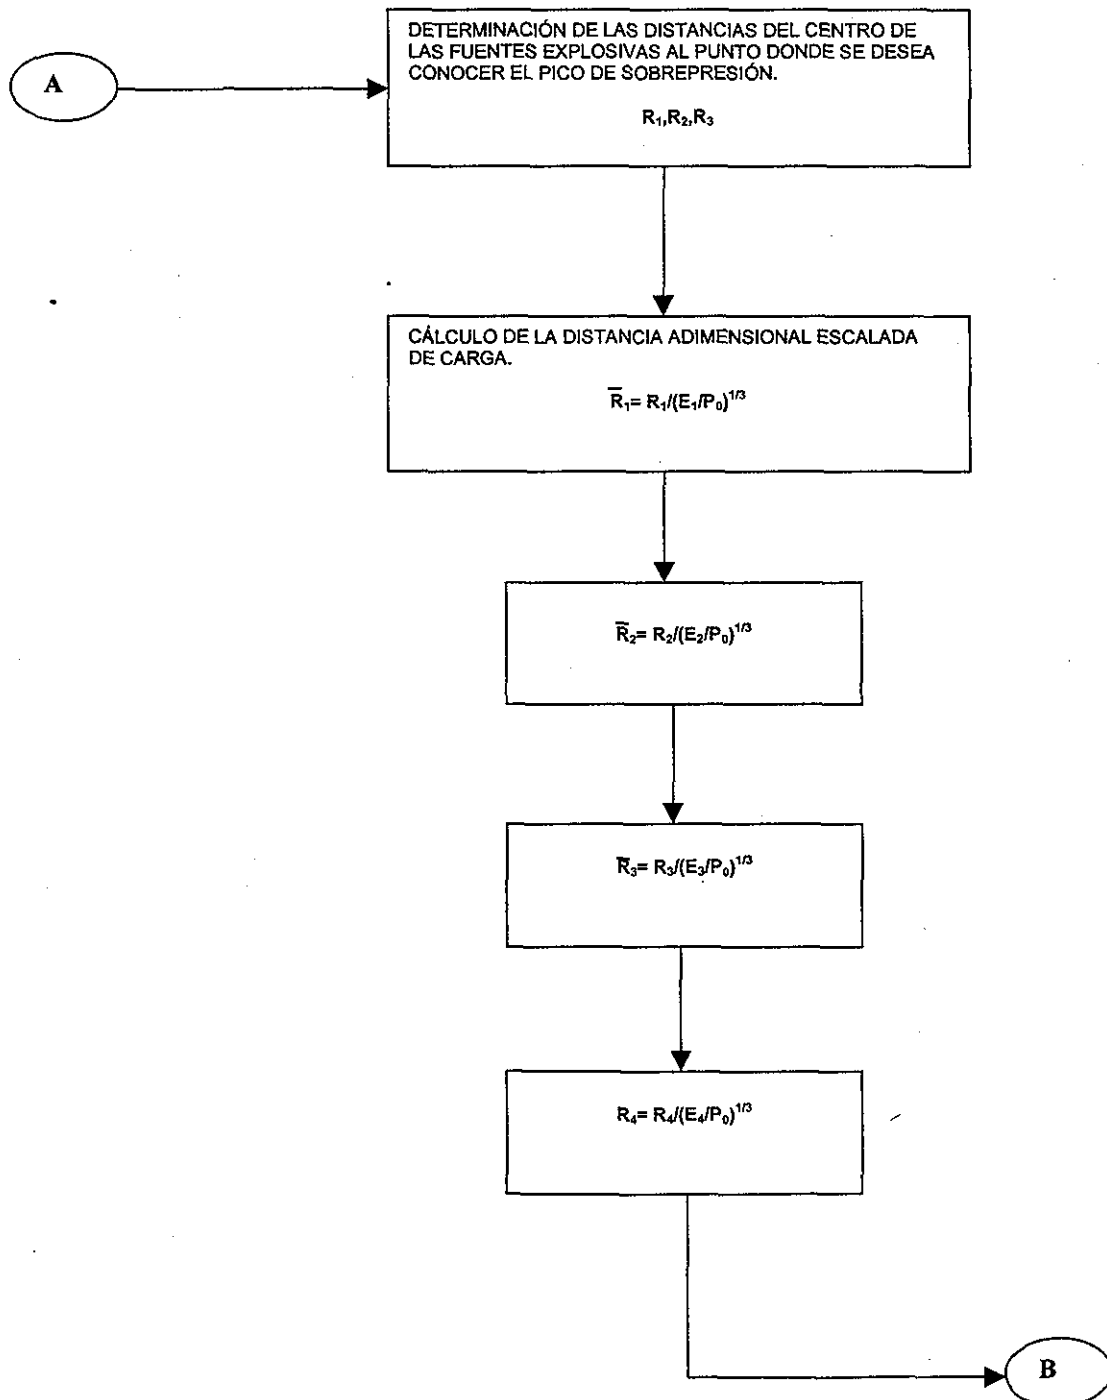 A
DETERMINACIÓN DE LAS DISTANCIAS DEL CENTRO DE
LAS FUENTES EXPLOSIVAS AL PUNTO DONDE SE DESEA
CONOCER EL PICO DE SOBREPRESIÓN.
R₁,R₂,R₃
CÁLCULO DE LA DISTANCIA ADIMENSIONAL ESCALADA
DE CARGA.
R̅₁= R₁/(E₁/P₀)^1/3
R̅₂= R₂/(E₂/P₀)^1/3
R̅₃= R₃/(E₃/P₀)^1/3
R₄= R₄/(E₄/P₀)^1/3
B